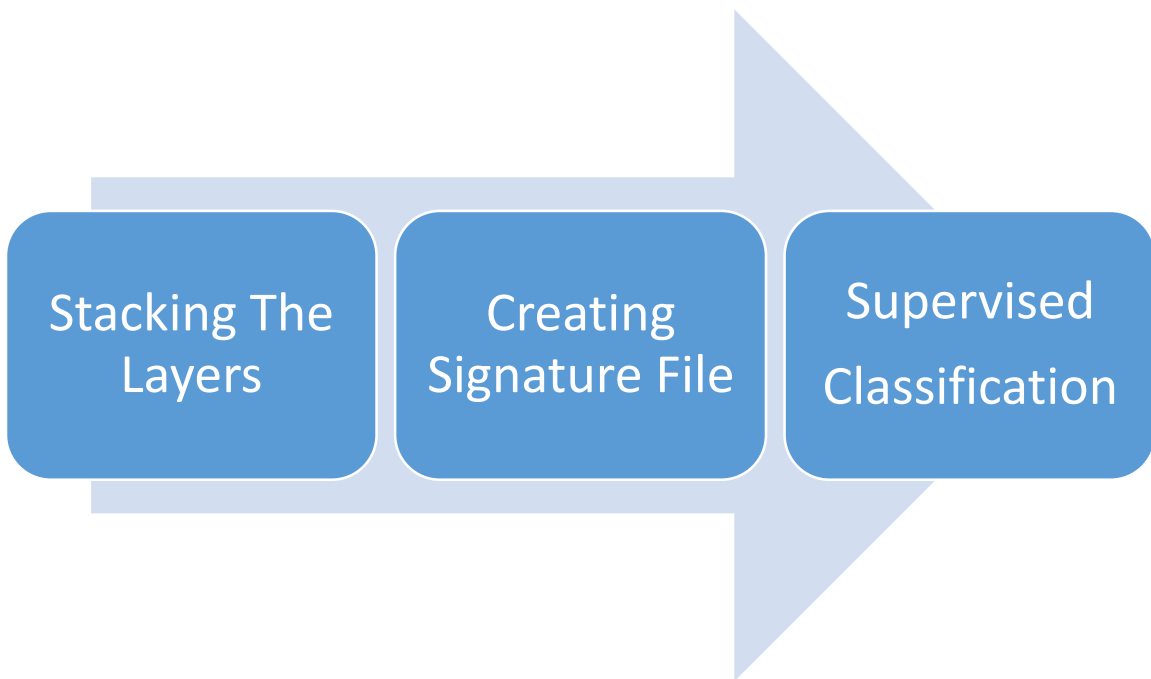 Stacking The
Layers
Creating
Signature File
Supervised
Classification